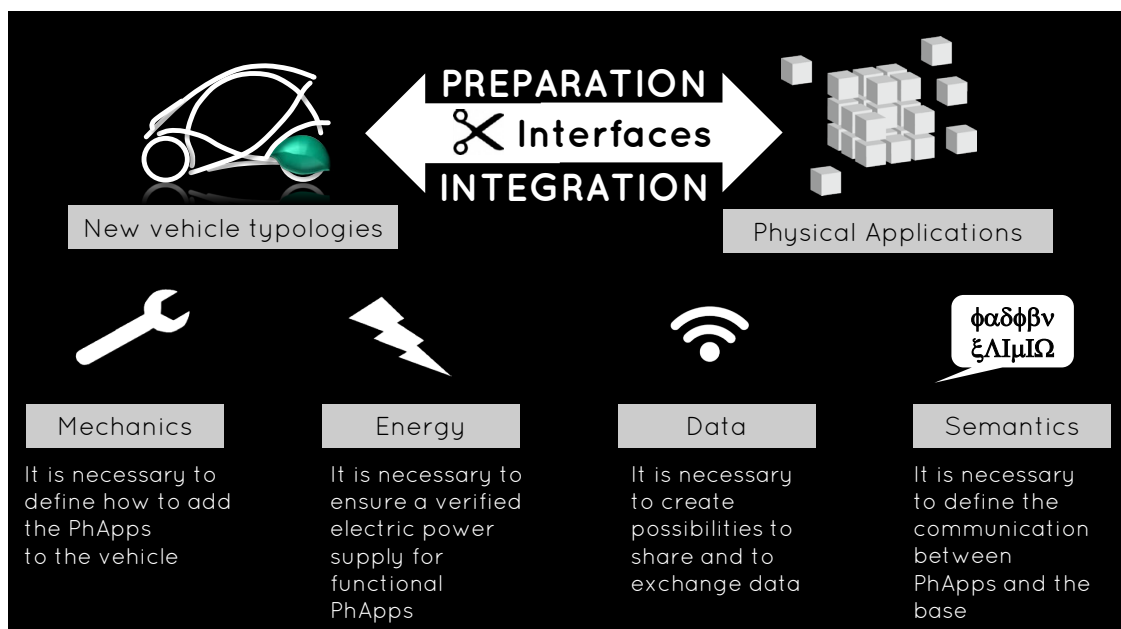 PREPARATION
Interfaces
INTEGRATION
New vehicle typologies
Physical Applications
ϕαδϕβν
ξΛΙμΙΩ
Mechanics
It is necessary to
define how to add
the PhApps
to the vehicle
Energy
It is necessary to
ensure a verified
electric power
supply for
functional
PhApps
Data
It is necessary
to create
possibilities to
share and to
exchange data
Semantics
It is necessary
to define the
communication
between
PhApps and the
base